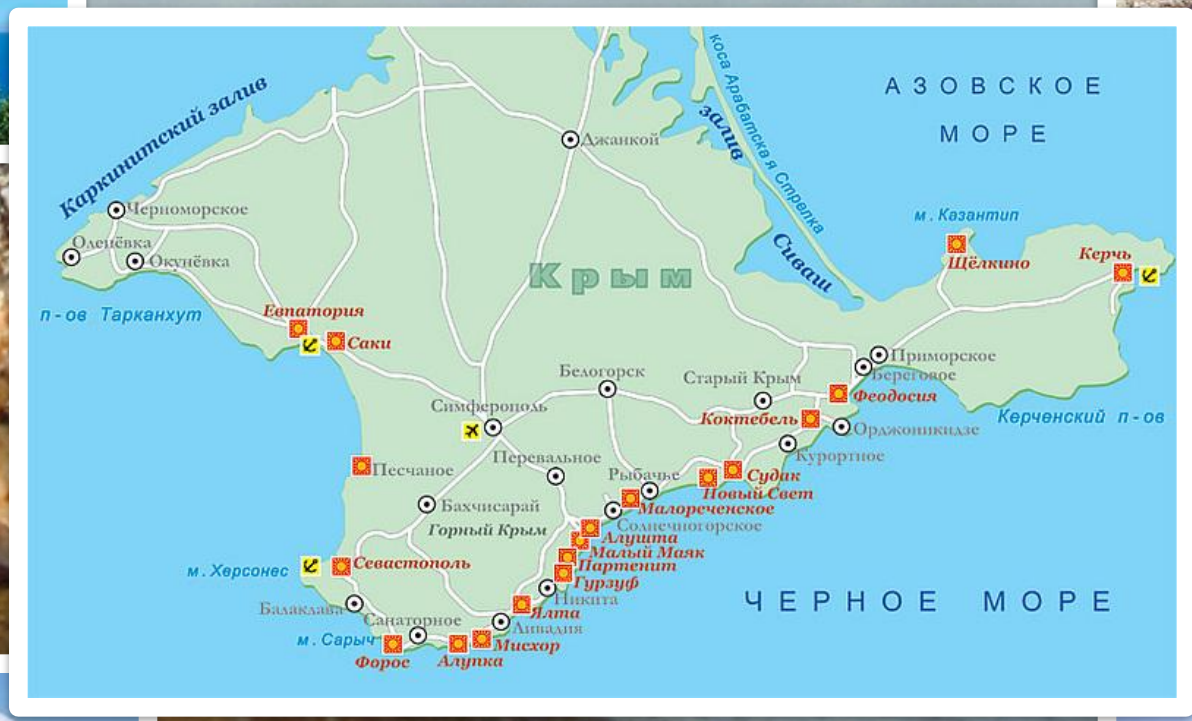 коса Арабатска я Стрелка
АЗОВСКОЕ
МОРЕ
Каркинитский залив
залив
Сиваш
Джанкой
Черноморское
м. Казантип
Оленёвка
Окунёвка
Щёлкино
Керчь
Крым
п-ов Тарканхут
Евпатория
Саки
Приморское
Береговое
Белогорск
Старый Крым
Феодосия
Симферополь
Коктебель
Керченский п-ов
Орджоникидзе
Курортное
Песчаное
Перевальное
Рыбачье
Судак
Новый Свет
Бахчисарай
Малореченское
Горный Крым
Солнечногорское
Алушта
Малый Маяк
Партенит
Гурзуф
Севастополь
м. Херсонес
Никита
ЧЕРНОЕ МОРЕ
Балаклава
Ялта
Санаторное
Ливадия
м. Сарыч
Мисхор
Форос
Алупка